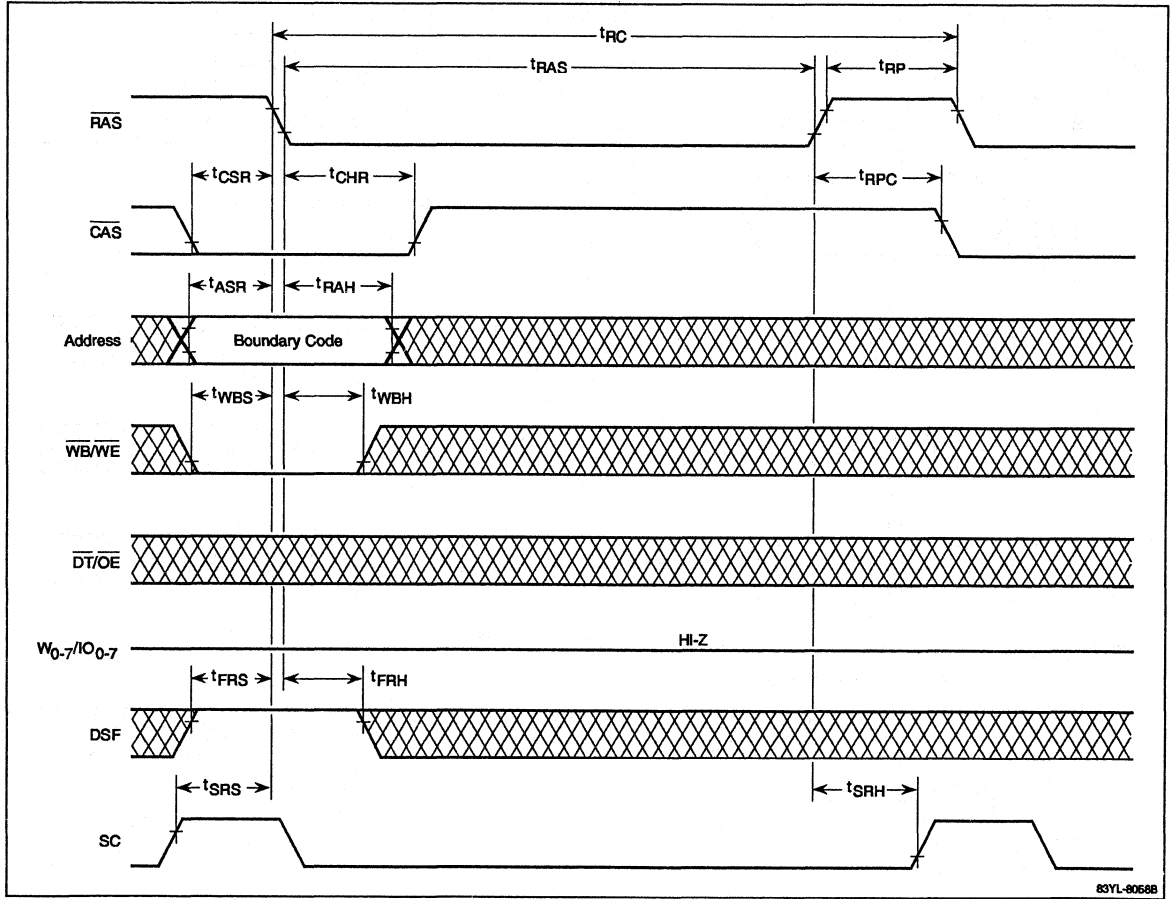 tRC
tRAS
tRP
RAS
tCSR
tCHR
tRPC
CAS
tASR
tRAH
Address
Boundary Code
tWBS
tWBH
WB/WE
DT/OE
W0-7/IO0-7
HI-Z
tFRS
tFRH
DSF
tSRS
tSRH
SC
83YL-8058B